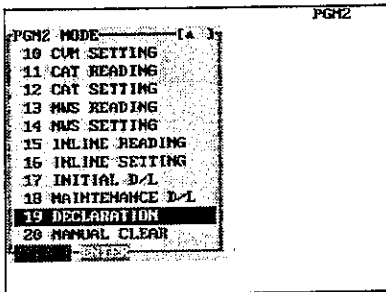 PGM2
PGM2 MODE [▲ ]
10 CVM SETTING
11 CAT READING
12 CAT SETTING
13 MWS READING
14 MWS SETTING
15 INLINE READING
16 INLINE SETTING
17 INITIAL D/L
18 MAINTENANCE D/L
19 DECLARATION
20 MANUAL CLEAR